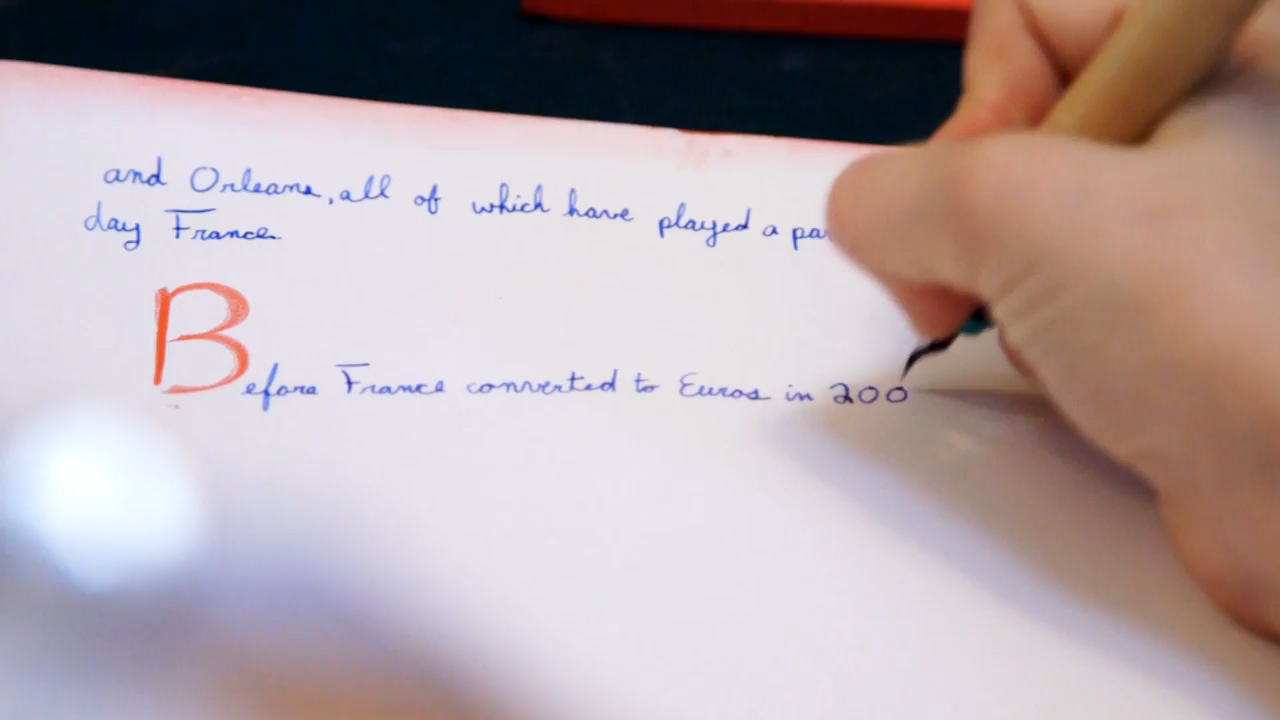 and Orleans, all of which have played a pa
day France
Before France converted to Euros in 200